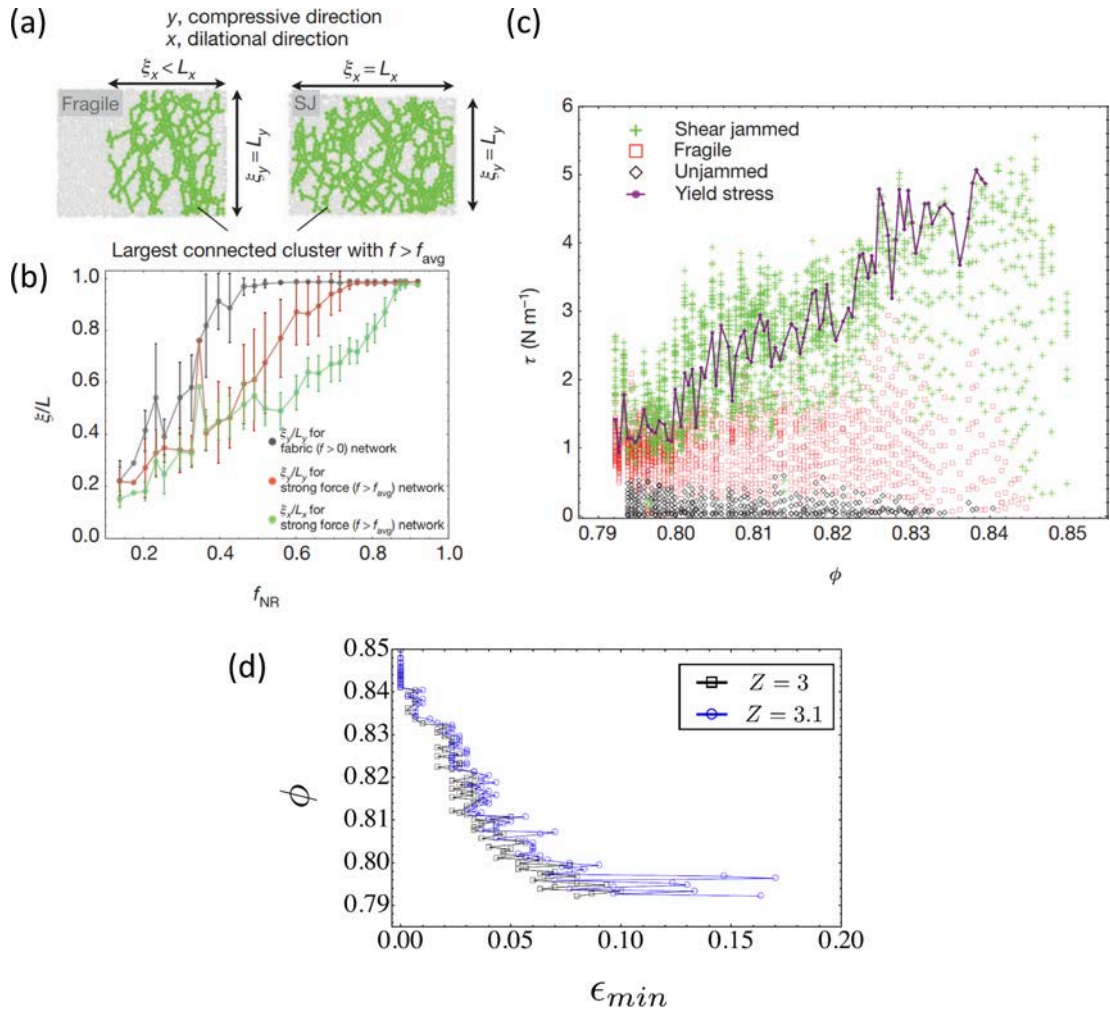 (a)
y, compressive direction
x, dilational direction
ξx < Lx
ξx = Lx
Fragile
SJ
ξy = Ly
ξy = Ly
Largest connected cluster with f > favg
(b)
1.0
0.8
0.6
0.4
0.2
0.0
ξ/L
ξy/Ly for
fabric (f > 0) network
ξy/Ly for
strong force (f > favg) network
ξx/Lx for
strong force (f > favg) network
0.2
0.4
0.6
0.8
1.0
fNR
(c)
6
5
4
3
2
1
0
τ (N m⁻¹)
Shear jammed
Fragile
Unjammed
Yield stress
0.79
0.80
0.81
0.82
0.83
0.84
0.85
ϕ
(d)
0.85
0.84
0.83
0.82
0.81
0.80
0.79
ϕ
Z = 3
Z = 3.1
0.00
0.05
0.10
0.15
0.20
ϵmin